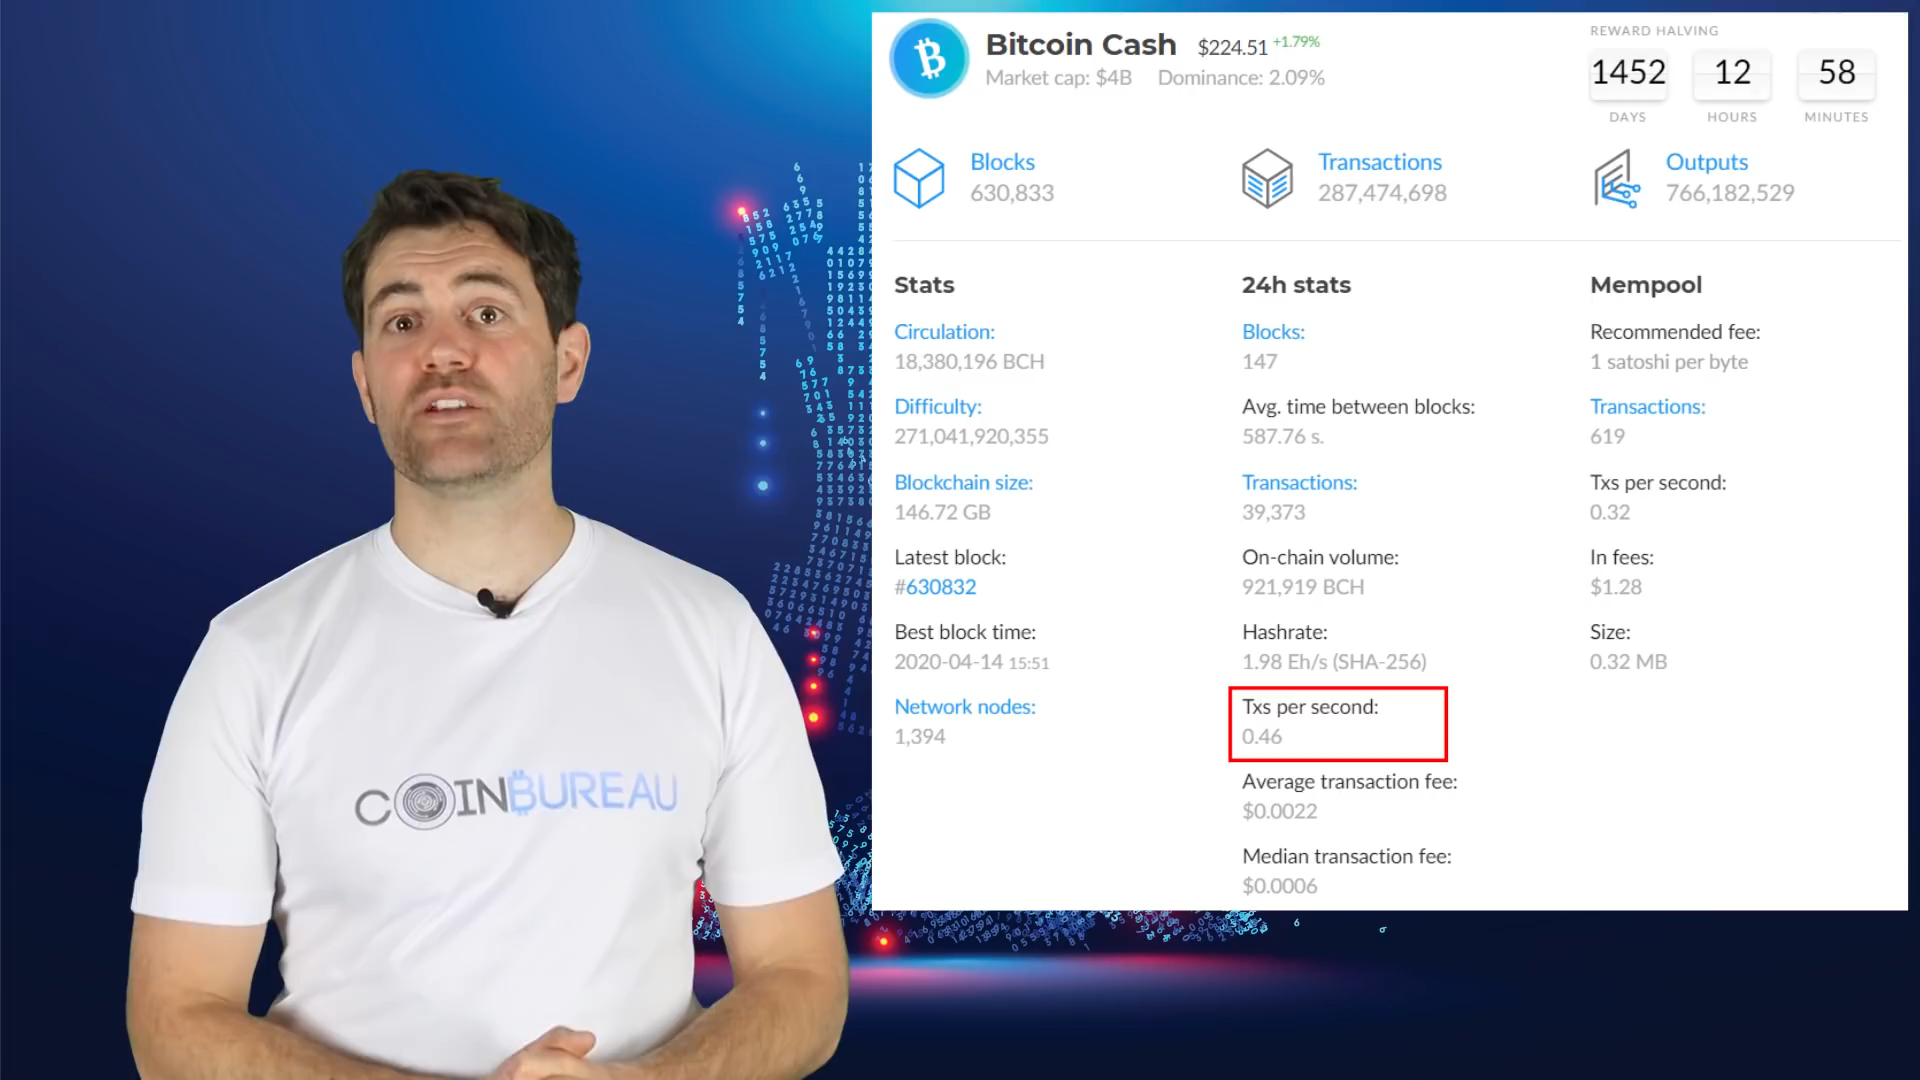 COINBUREAU
Bitcoin Cash $224.51 +1.79%
Market cap: $4B Dominance: 2.09%
REWARD HALVING
1452 12 58
DAYS HOURS MINUTES
Blocks
630,833
Transactions
287,474,698
Outputs
766,182,529
Stats
Circulation:
18,380,196 BCH
Difficulty:
271,041,920,355
Blockchain size:
146.72 GB
Latest block:
#630832
Best block time:
2020-04-14 15:51
Network nodes:
1,394
24h stats
Blocks:
147
Avg. time between blocks:
587.76 s.
Transactions:
39,373
On-chain volume:
921,919 BCH
Hashrate:
1.98 Eh/s (SHA-256)
Txs per second:
0.46
Average transaction fee:
$0.0022
Median transaction fee:
$0.0006
Mempool
Recommended fee:
1 satoshi per byte
Transactions:
619
Txs per second:
0.32
In fees:
$1.28
Size:
0.32 MB